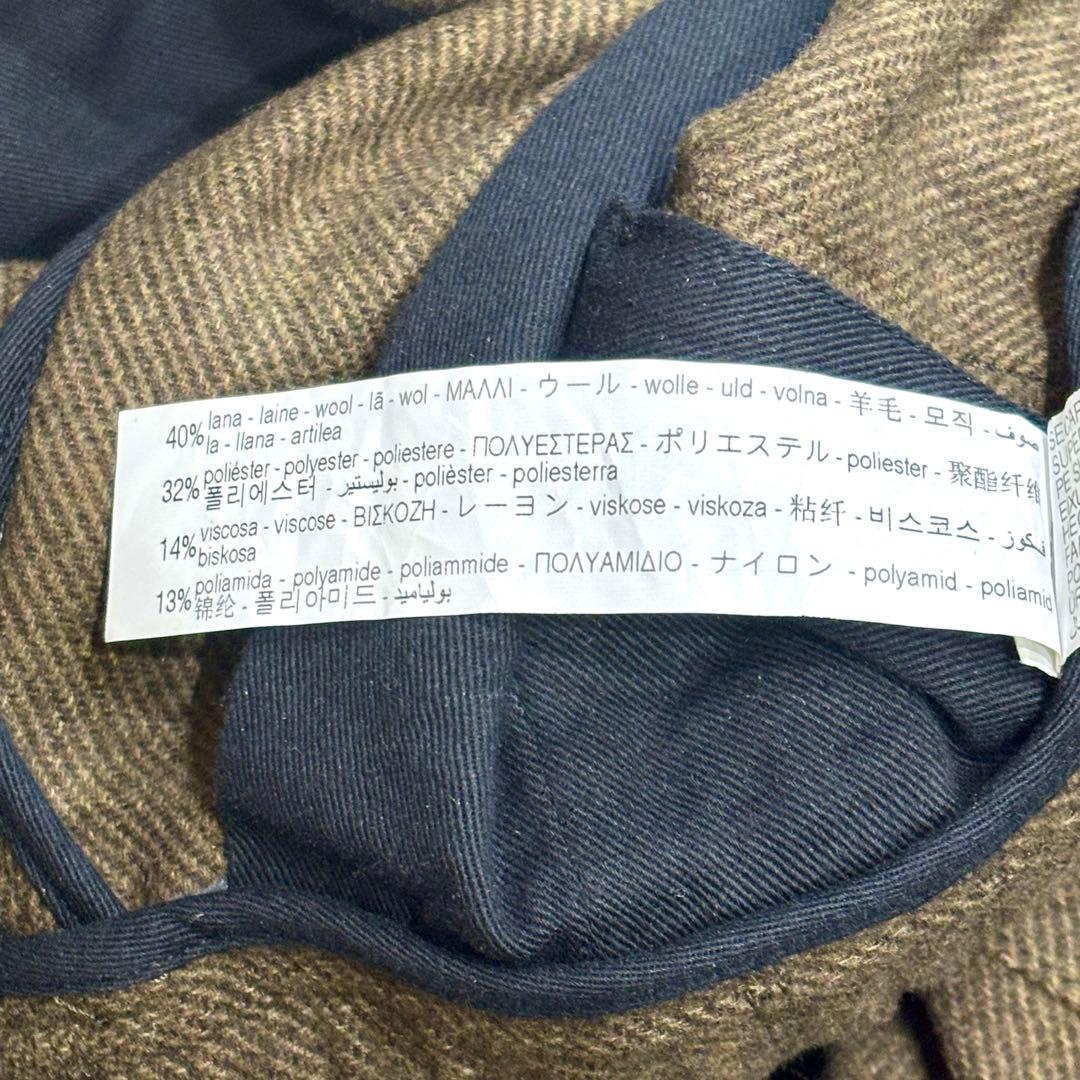 40% lana - laine - wool - lã - wol - ΜΑΛΛΙ - ウール - wolle - uld - volna - 羊毛 - 모직 - صوف -
la - llana - artilea
32% poliéster - polyester - poliestere - ΠΟΛΥΕΣΤΕΡΑΣ - ポリエステル - poliester - 聚酯纤维
폴리에스터 - بوليستير - polièster - poliesterra
14% viscosa - viscose - ΒΙΣΚΟΖΗ - レーヨン - viskose - viskoza - 粘纤 - 비스코스 - فسكوز
biskosa
13% poliamida - polyamide - poliammide - ΠΟΛΥΑΜΙΔΙΟ - ナイロン - polyamid - poliamid
锦纶 - 폴리아미드 - بولياميد